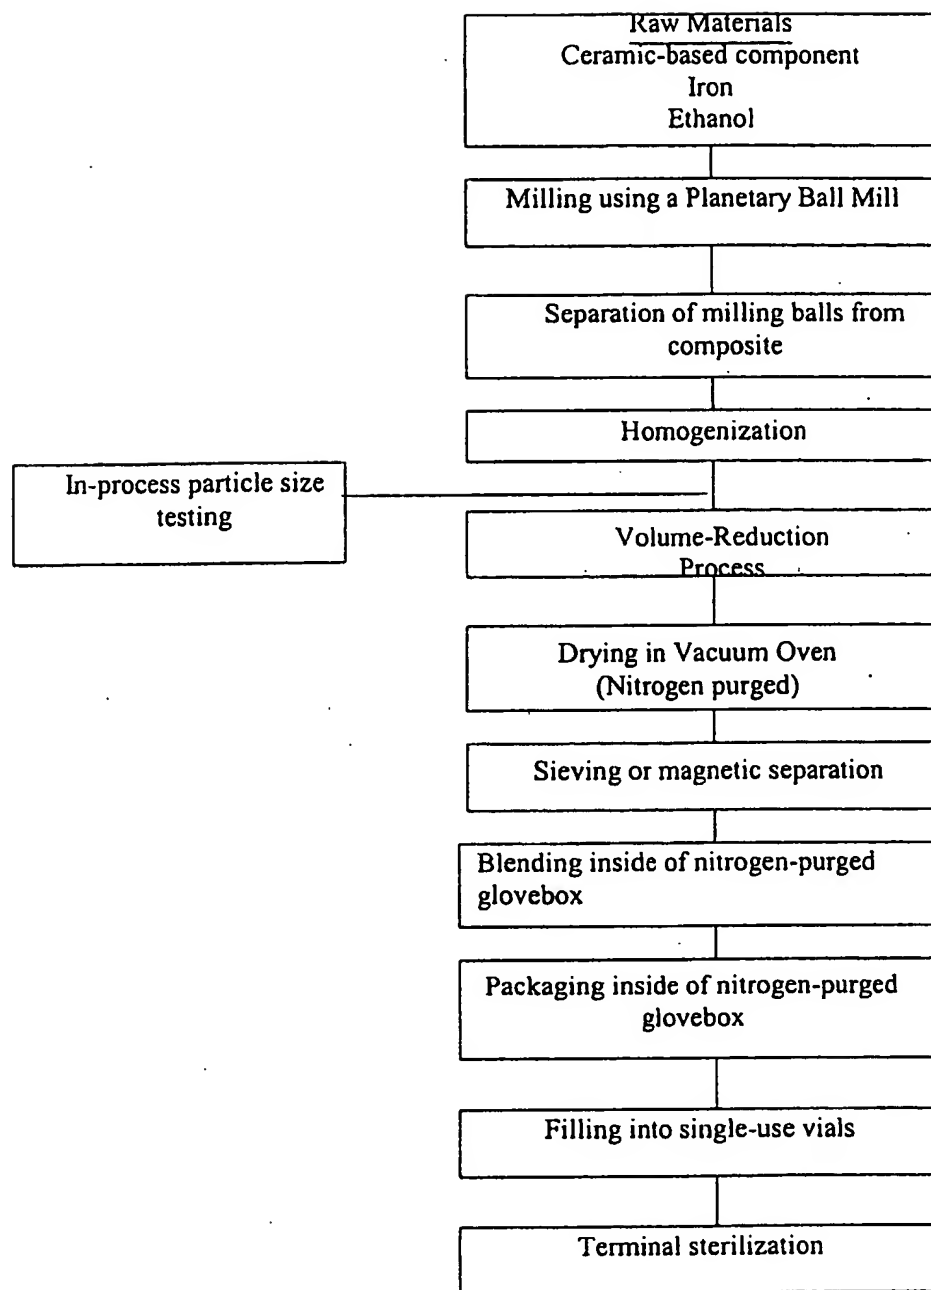 Raw Materials
Ceramic-based component
Iron
Ethanol
Milling using a Planetary Ball Mill
Separation of milling balls from
composite
Homogenization
In-process particle size
testing
Volume-Reduction
Process
Drying in Vacuum Oven
(Nitrogen purged)
Sieving or magnetic separation
Blending inside of nitrogen-purged
glovebox
Packaging inside of nitrogen-purged
glovebox
Filling into single-use vials
Terminal sterilization